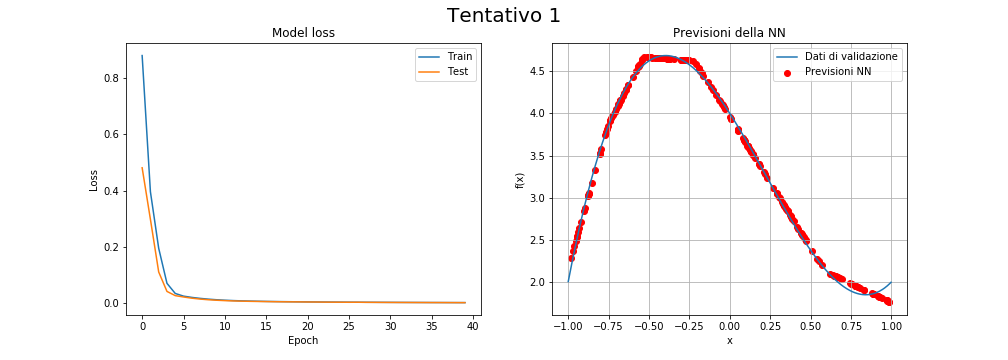 Tentativo 1
Model loss
Train
Test
0.8
0.6
0.4
0.2
0.0
Loss
0 5 10 15 20 25 30 35 40
Epoch
Previsioni della NN
Dati di validazione
Previsioni NN
4.5
4.0
3.5
3.0
2.5
2.0
f(x)
−1.00 −0.75 −0.50 −0.25 0.00 0.25 0.50 0.75 1.00
x